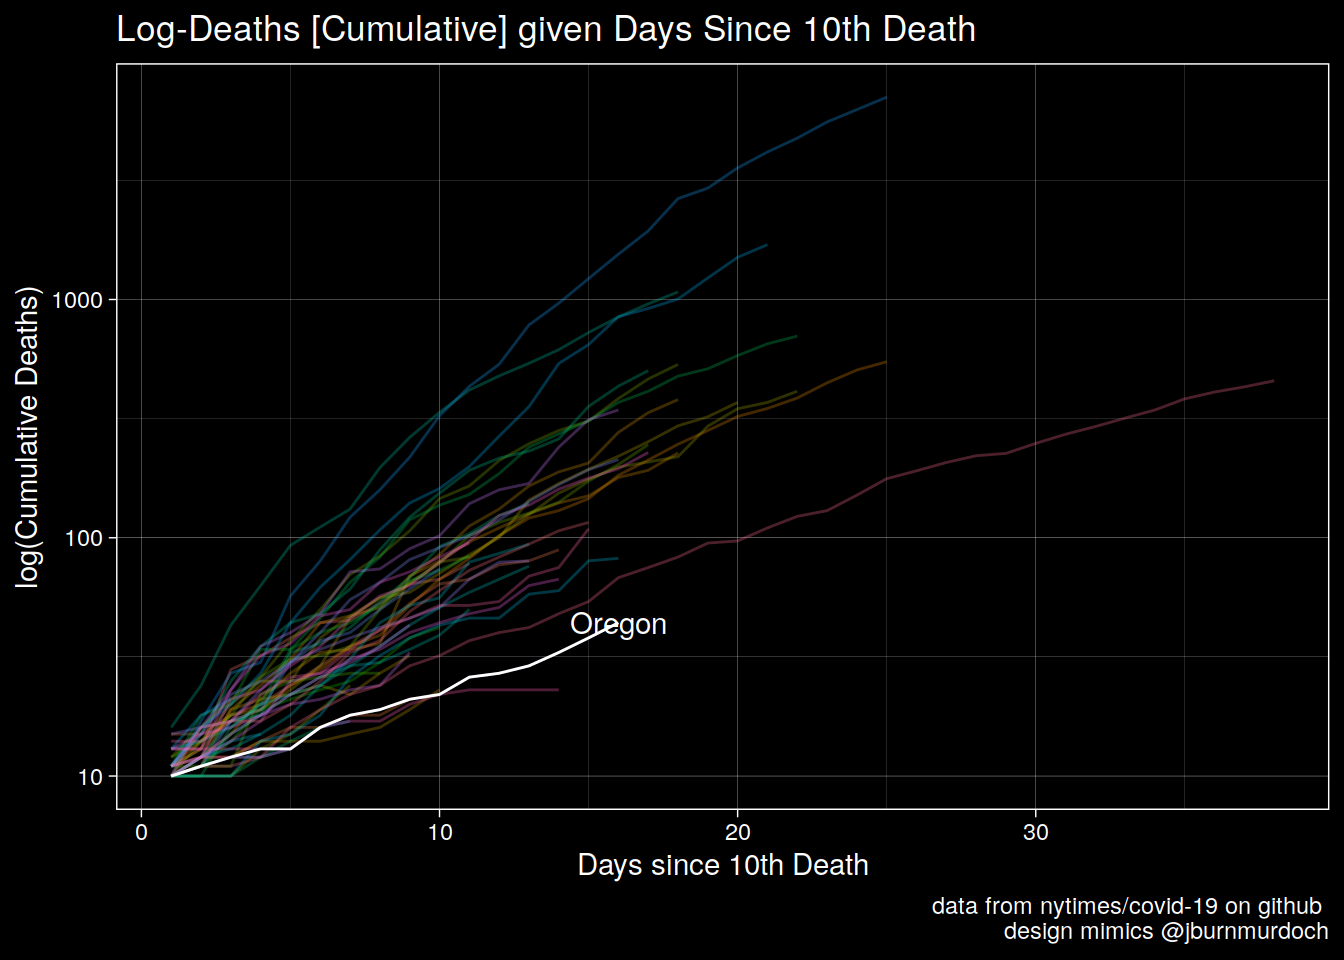 Log-Deaths [Cumulative] given Days Since 10th Death
log(Cumulative Deaths)
1000
100
10
Oregon
0
10
20
30
Days since 10th Death
data from nytimes/covid-19 on github
design mimics @jburnmurdoch